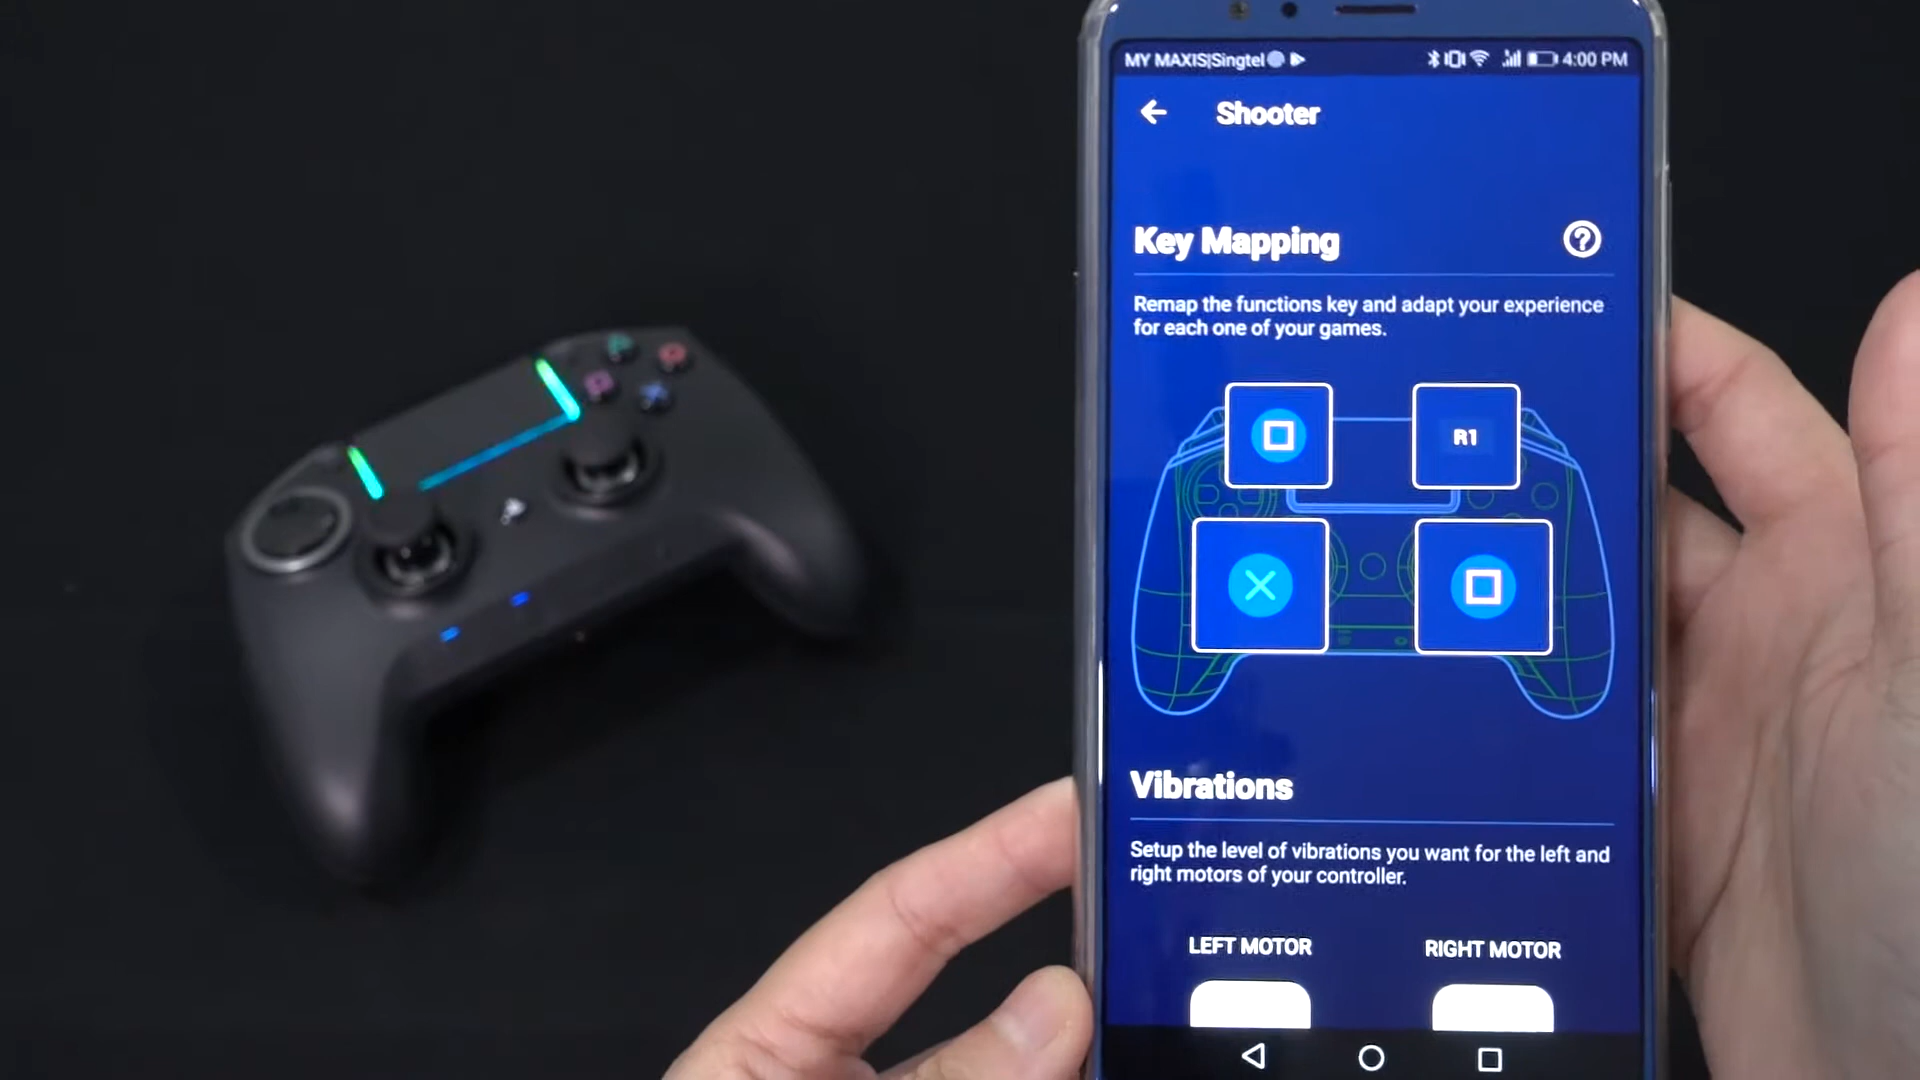 MY MAXIS|Singtel 4:00 PM
Shooter
Key Mapping
Remap the functions key and adapt your experience
for each one of your games.
R1
Vibrations
Setup the level of vibrations you want for the left and
right motors of your controller.
LEFT MOTOR RIGHT MOTOR